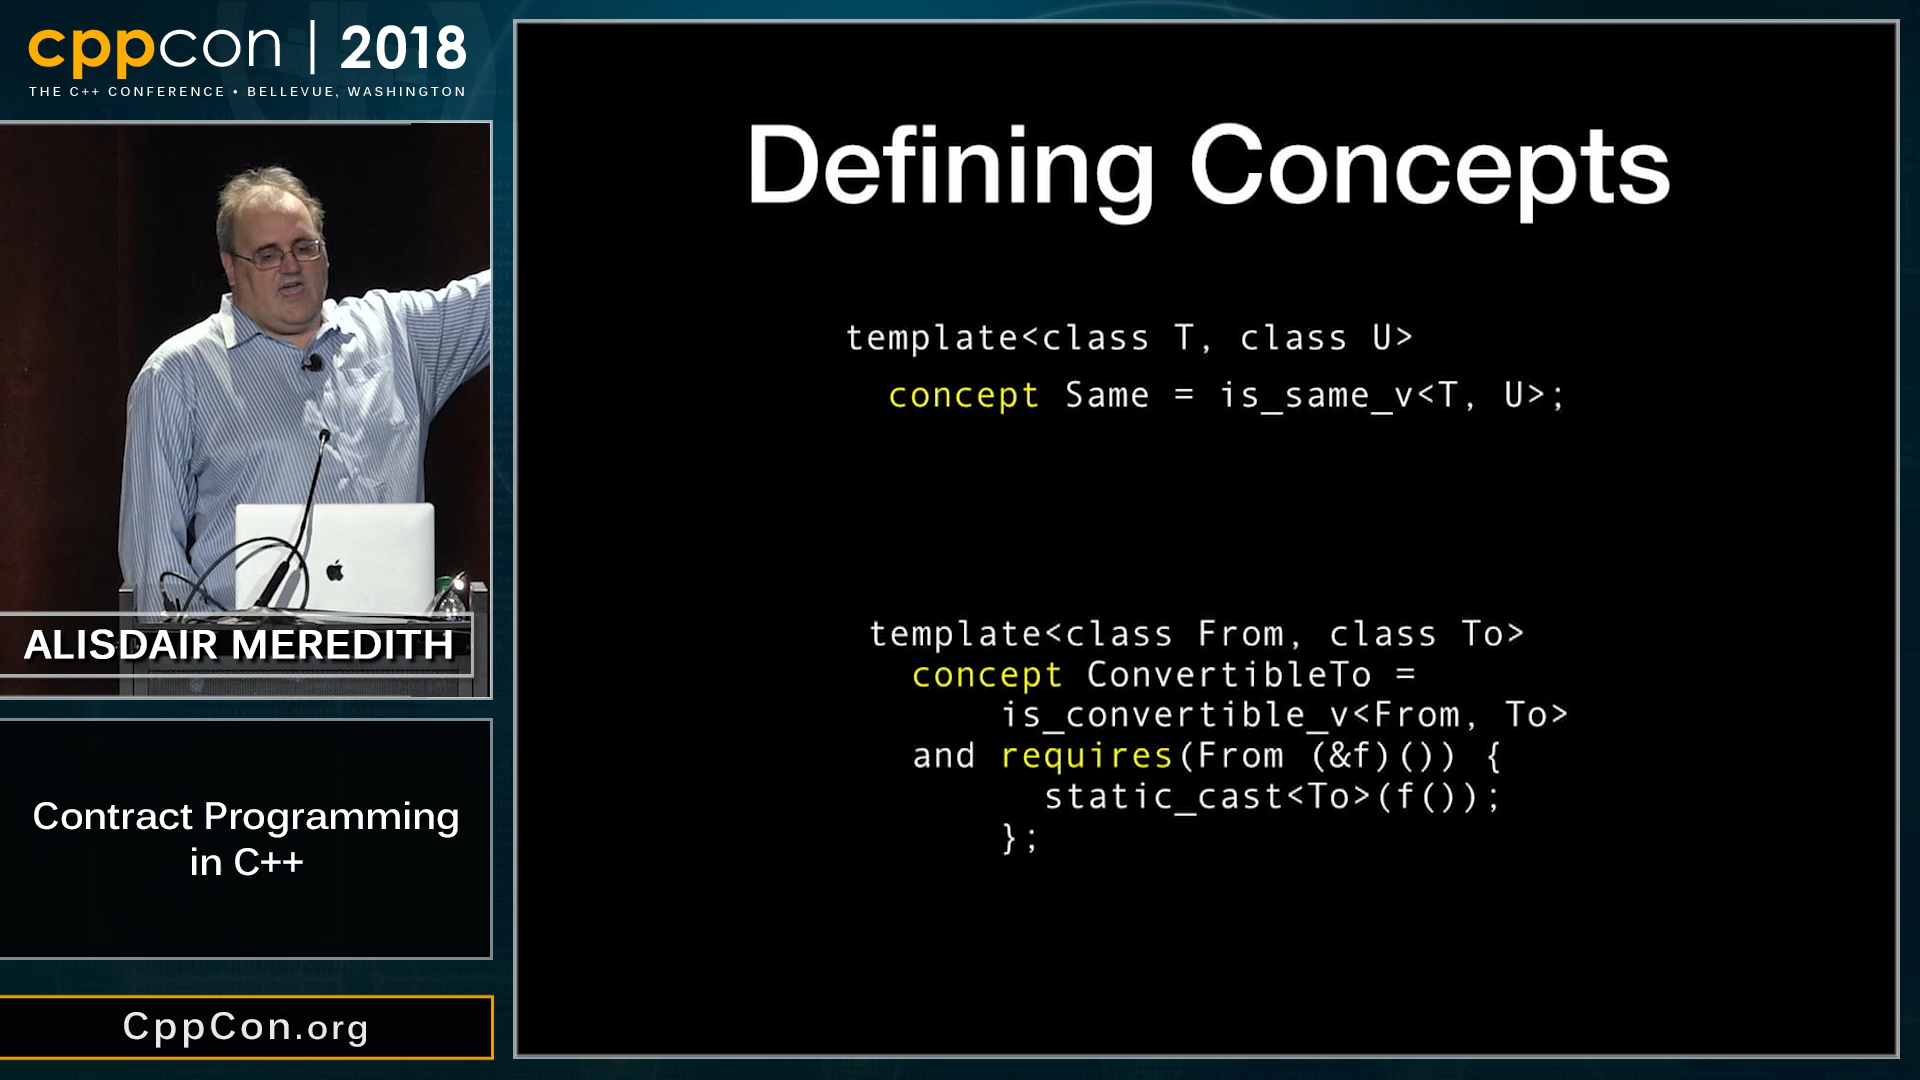 cppcon | 2018
THE C++ CONFERENCE • BELLEVUE, WASHINGTON
ALISDAIR MEREDITH
Contract Programming
in C++
CppCon.org
Defining Concepts
template<class T, class U>
concept Same = is_same_v<T, U>;
template<class From, class To>
concept ConvertibleTo =
is_convertible_v<From, To>
and requires(From (&f)()) {
static_cast<To>(f());
};